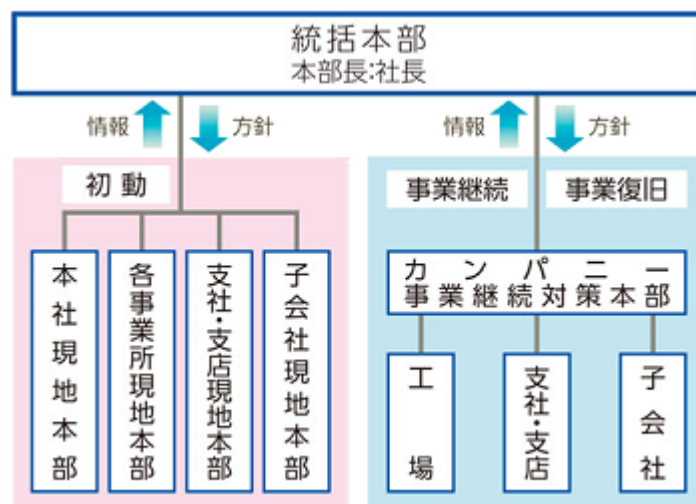 統括本部
本部長:社長
情報
方針
情報
方針
初動
事業継続
事業復旧
本社現地本部
各事業所現地本部
支社・支店現地本部
子会社現地本部
カンパニー
事業継続対策本部
工場
支社・支店
子会社